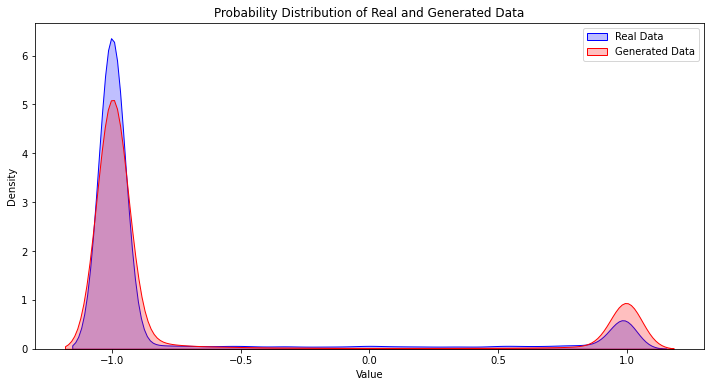 Probability Distribution of Real and Generated Data
Real Data
Generated Data
Density
6
5
4
3
2
1
0
−1.0
−0.5
0.0
0.5
1.0
Value